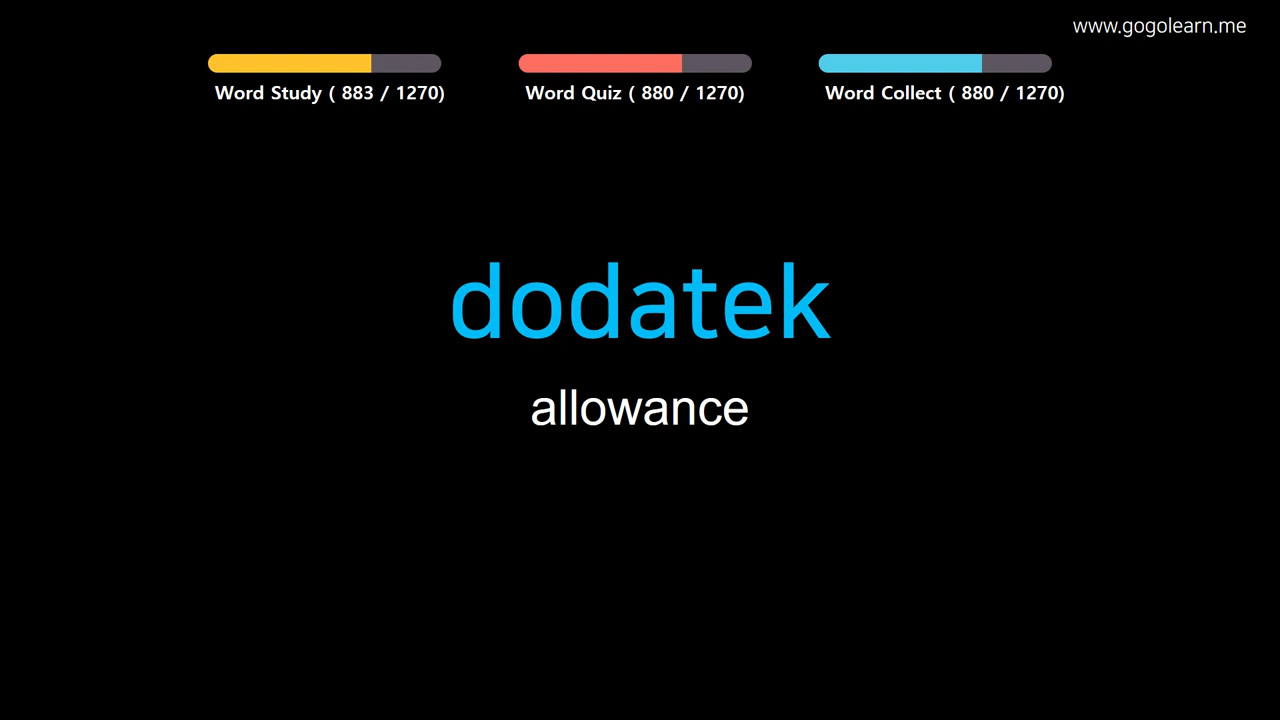 www.gogolearn.me
Word Study ( 883 / 1270)
Word Quiz ( 880 / 1270)
Word Collect ( 880 / 1270)
dodatek
allowance